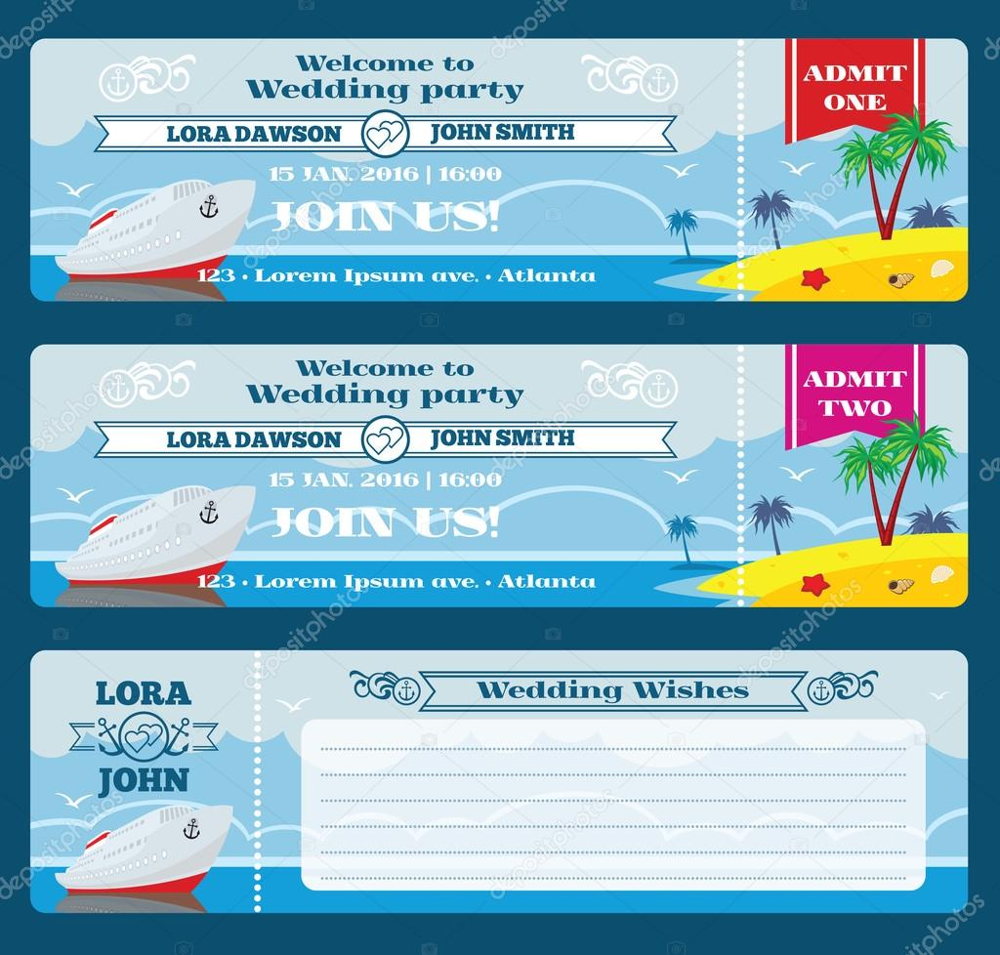 Welcome to
Wedding party
LORA DAWSON JOHN SMITH
15 JAN. 2016 | 16:00
JOIN US!
123 • Lorem Ipsum ave. • Atlanta
ADMIT
ONE
Welcome to
Wedding party
LORA DAWSON JOHN SMITH
15 JAN. 2016 | 16:00
JOIN US!
123 • Lorem Ipsum ave. • Atlanta
ADMIT
TWO
LORA
JOHN
Wedding Wishes
depositphotos